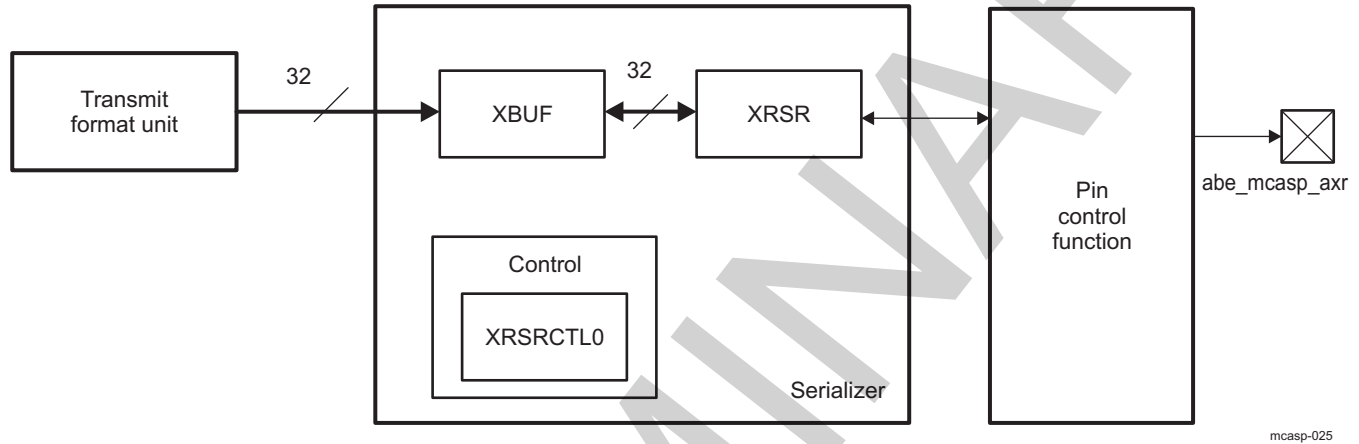 32
32
Transmit
format unit
XBUF
XRSR
abe_mcasp_axr
Pin
control
function
Control
XRSRCTL0
Serializer
mcasp-025